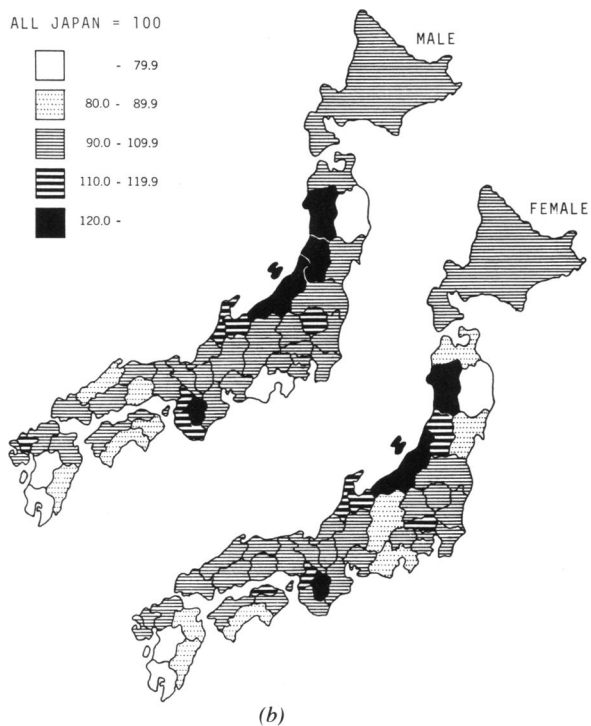 ALL JAPAN = 100
- 79.9
80.0 - 89.9
90.0 - 109.9
110.0 - 119.9
120.0 -
MALE
FEMALE
(b)